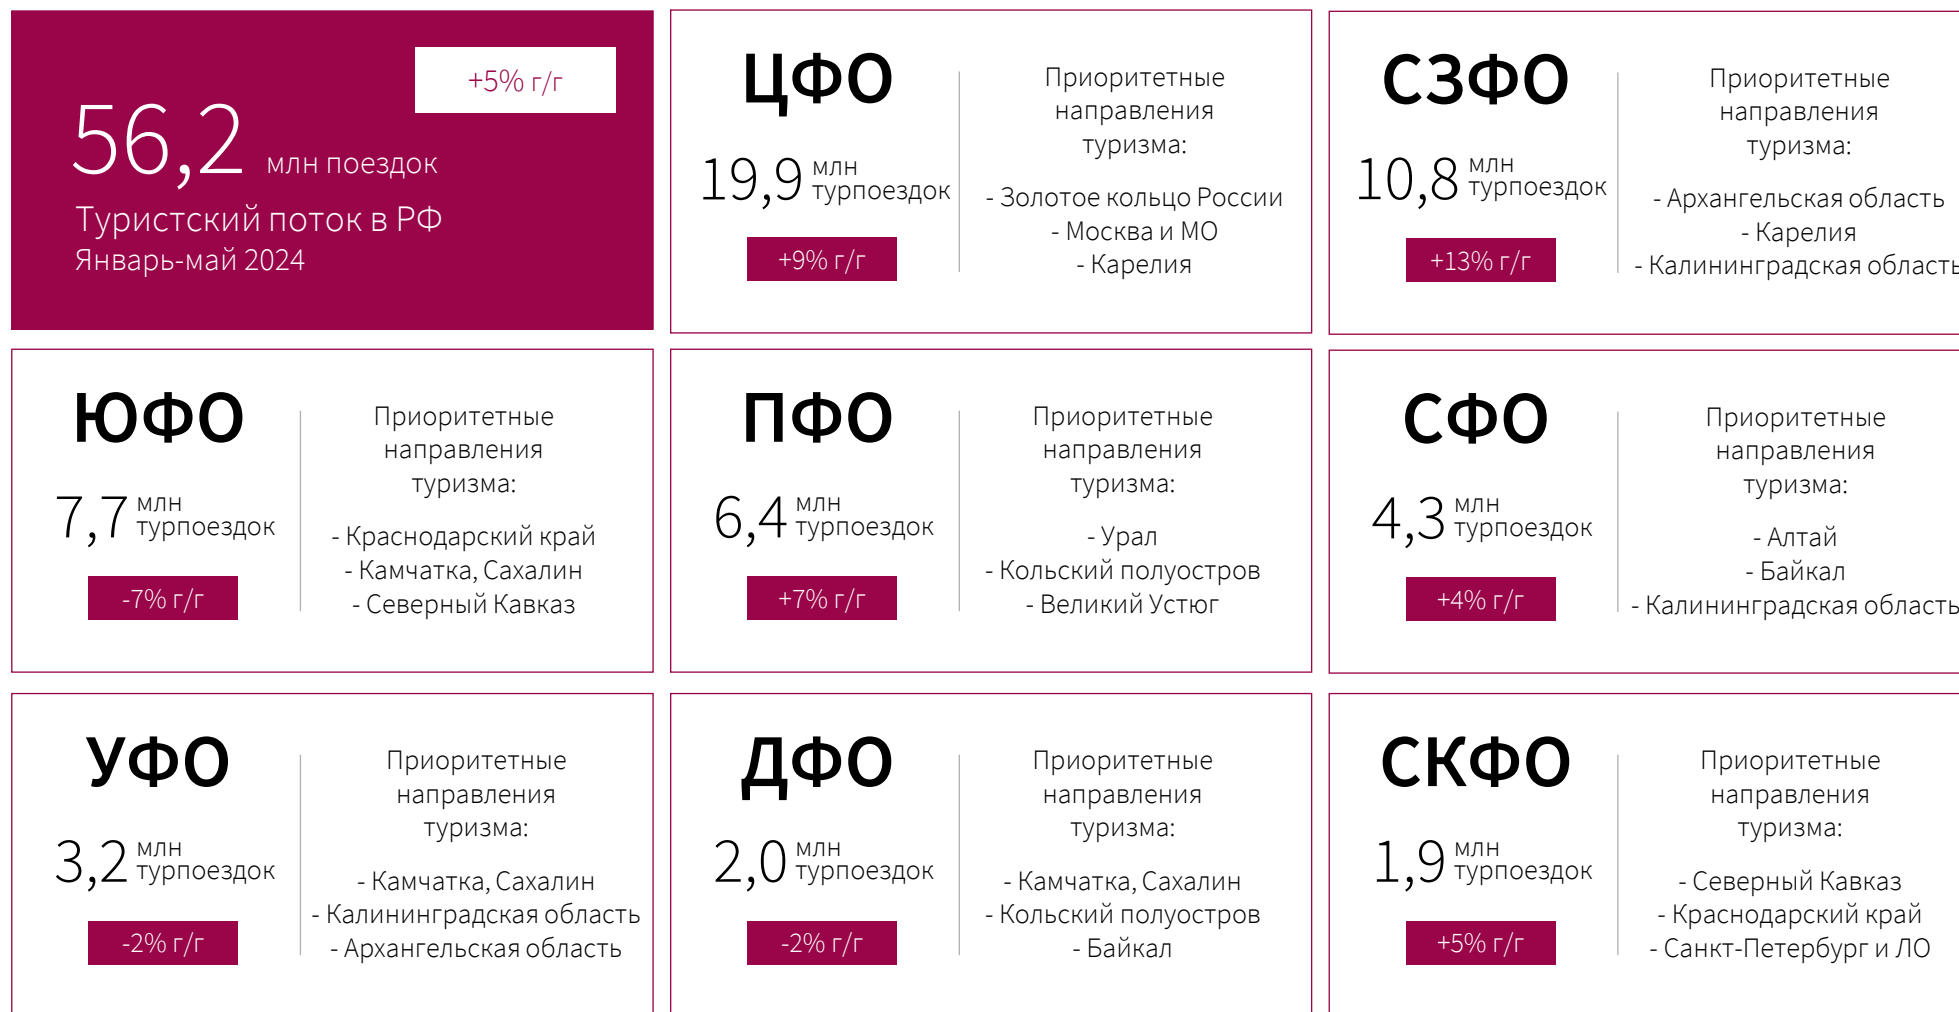 +5% г/г
56,2 млн поездок
Туристский поток в РФ
Январь-май 2024
ЦФО
19,9 млн
турпоездок
+9% г/г
Приоритетные
направления
туризма:
- Золотое кольцо России
- Москва и МО
- Карелия
СЗФО
10,8 млн
турпоездок
+13% г/г
Приоритетные
направления
туризма:
- Архангельская область
- Карелия
- Калининградская область
ЮФО
7,7 млн
турпоездок
-7% г/г
Приоритетные
направления
туризма:
- Краснодарский край
- Камчатка, Сахалин
- Северный Кавказ
ПФО
6,4 млн
турпоездок
+7% г/г
Приоритетные
направления
туризма:
- Урал
- Кольский полуостров
- Великий Устюг
СФО
4,3 млн
турпоездок
+4% г/г
Приоритетные
направления
туризма:
- Алтай
- Байкал
- Калининградская область
УФО
3,2 млн
турпоездок
-2% г/г
Приоритетные
направления
туризма:
- Камчатка, Сахалин
- Калининградская область
- Архангельская область
ДФО
2,0 млн
турпоездок
-2% г/г
Приоритетные
направления
туризма:
- Камчатка, Сахалин
- Кольский полуостров
- Байкал
СКФО
1,9 млн
турпоездок
+5% г/г
Приоритетные
направления
туризма:
- Северный Кавказ
- Краснодарский край
- Санкт-Петербург и ЛО